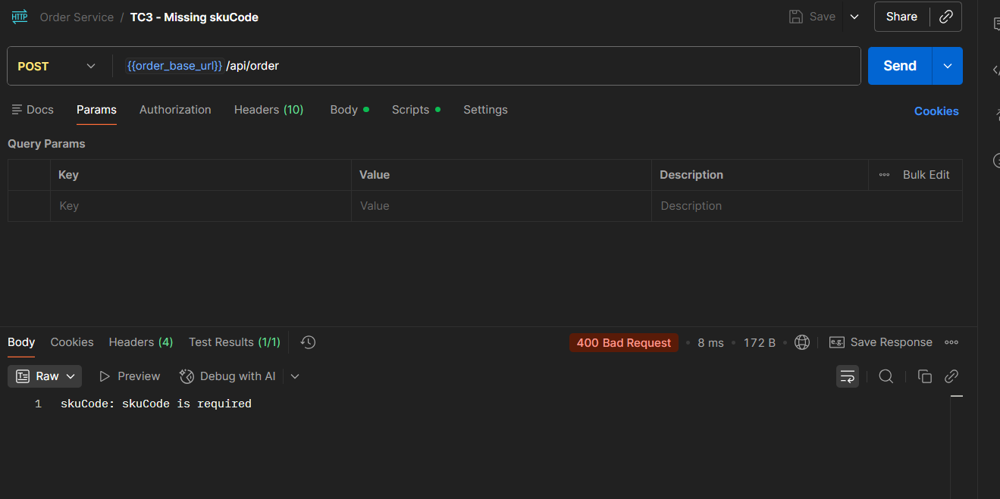 HTTP Order Service / TC3 - Missing skuCode Save Share
POST {{order_base_url}} /api/order Send
Docs Params Authorization Headers (10) Body Scripts Settings Cookies
Query Params
Key Value Description Bulk Edit
Key Value Description
Body Cookies Headers (4) Test Results (1/1) 400 Bad Request 8 ms 172 B e.g. Save Response
Raw Preview Debug with AI
1 skuCode: skuCode is required